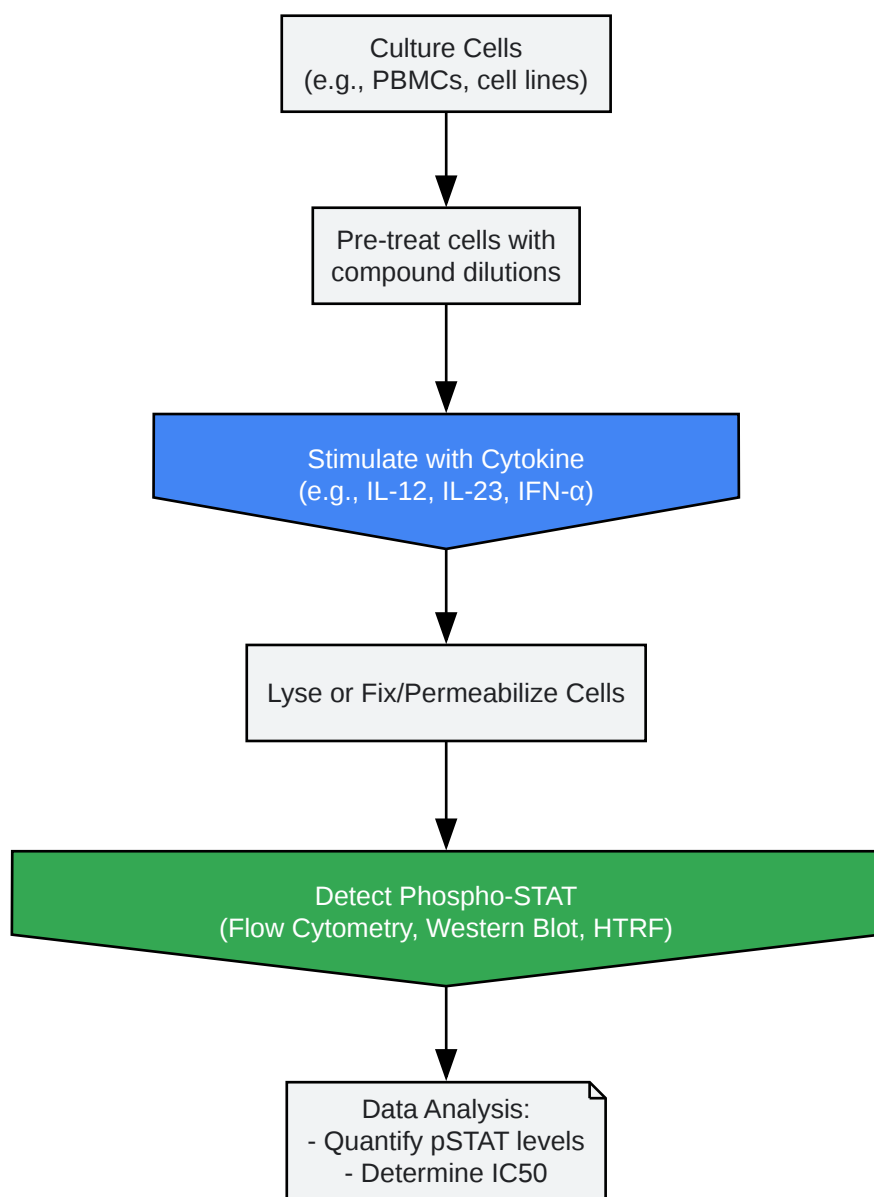 Culture Cells
(e.g., PBMCs, cell lines)
Pre-treat cells with
compound dilutions
Stimulate with Cytokine
(e.g., IL-12, IL-23, IFN-α)
Lyse or Fix/Permeabilize Cells
Detect Phospho-STAT
(Flow Cytometry, Western Blot, HTRF)
Data Analysis:
- Quantify pSTAT levels
- Determine IC50